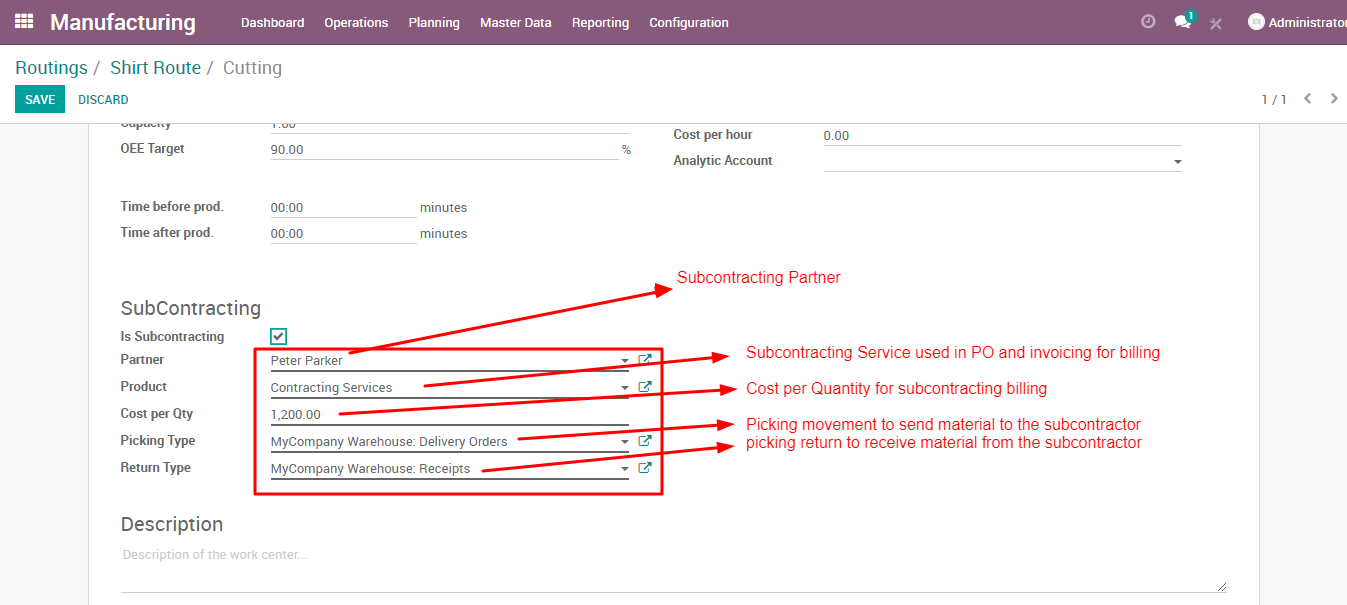 Manufacturing Dashboard Operations Planning Master Data Reporting Configuration 1 Administrator
Routings / Shirt Route / Cutting
SAVE DISCARD 1 / 1
Capacity 1.00
Cost per hour 0.00
OEE Target 90.00 %
Analytic Account
Time before prod. 00:00 minutes
Time after prod. 00:00 minutes
Subcontracting Partner
SubContracting
Is Subcontracting
Partner Peter Parker
Subcontracting Service used in PO and invoicing for billing
Product Contracting Services
Cost per Quantity for subcontracting billing
Cost per Qty 1,200.00
Picking movement to send material to the subcontractor
Picking Type MyCompany Warehouse: Delivery Orders
picking return to receive material from the subcontractor
Return Type MyCompany Warehouse: Receipts
Description
Description of the work center...